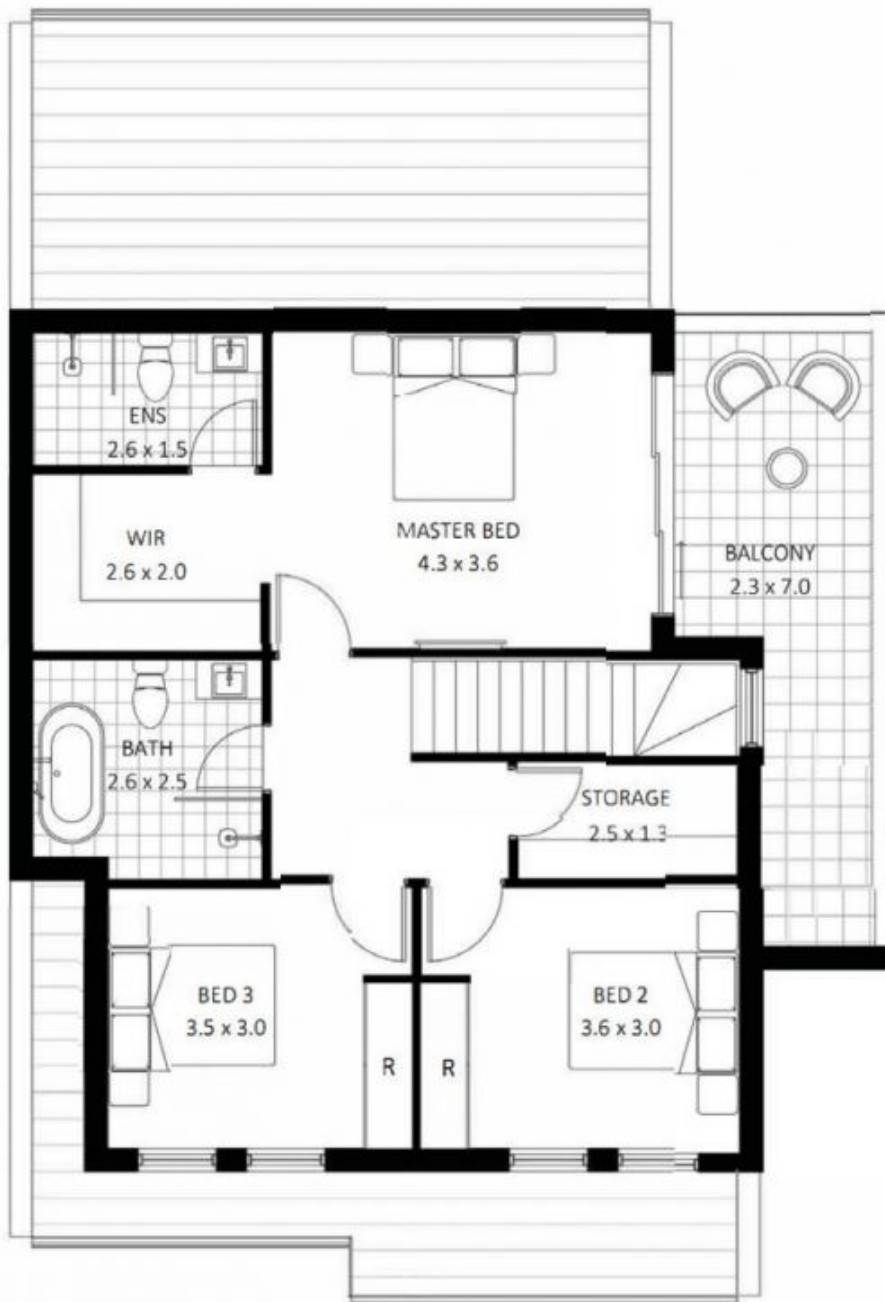 ENS
2.6 x 1.5
WIR
2.6 x 2.0
MASTER BED
4.3 x 3.6
BALCONY
2.3 x 7.0
BATH
2.6 x 2.5
STORAGE
2.5 x 1.3
BED 3
3.5 x 3.0
R
R
BED 2
3.6 x 3.0